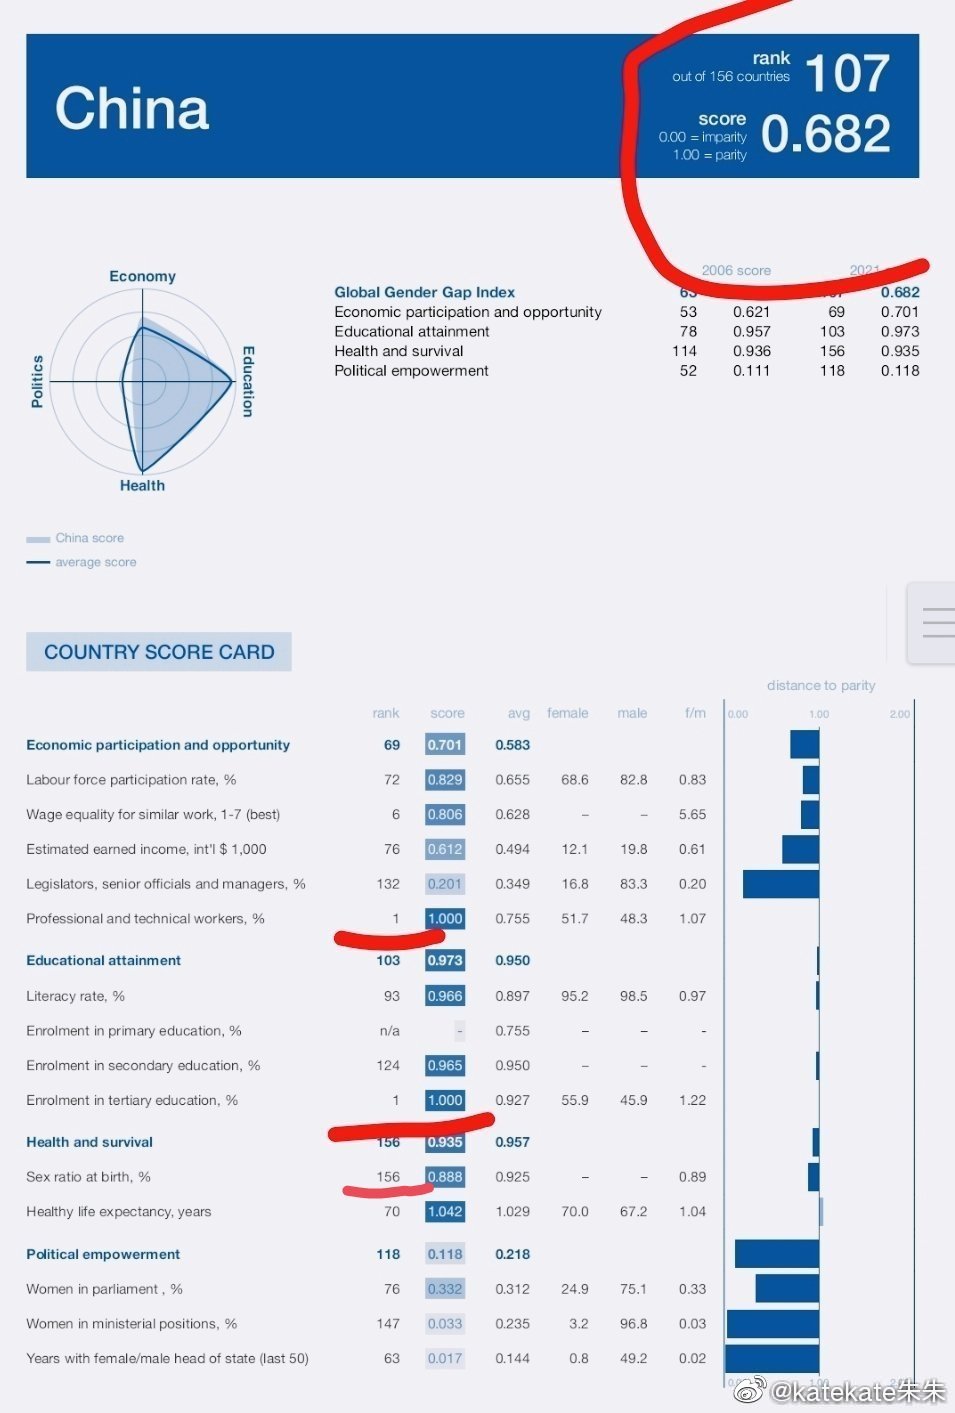 China
rank
out of 156 countries
107
score
0.00 = imparity
1.00 = parity
0.682
Economy
Politics
Education
Health
China score
average score
2006 score 2021
Global Gender Gap Index 63 0.682
Economic participation and opportunity 53 0.621 69 0.701
Educational attainment 78 0.957 103 0.973
Health and survival 114 0.936 156 0.935
Political empowerment 52 0.111 118 0.118
COUNTRY SCORE CARD
distance to parity
rank score avg female male f/m 0.00 1.00 2.00
Economic participation and opportunity 69 0.701 0.583
Labour force participation rate, % 72 0.829 0.655 68.6 82.8 0.83
Wage equality for similar work, 1-7 (best) 6 0.806 0.628 – – 5.65
Estimated earned income, int'l $ 1,000 76 0.612 0.494 12.1 19.8 0.61
Legislators, senior officials and managers, % 132 0.201 0.349 16.8 83.3 0.20
Professional and technical workers, % 1 1.000 0.755 51.7 48.3 1.07
Educational attainment 103 0.973 0.950
Literacy rate, % 93 0.966 0.897 95.2 98.5 0.97
Enrolment in primary education, % n/a - 0.755 – – -
Enrolment in secondary education, % 124 0.965 0.950 – – -
Enrolment in tertiary education, % 1 1.000 0.927 55.9 45.9 1.22
Health and survival 156 0.935 0.957
Sex ratio at birth, % 156 0.888 0.925 – – 0.89
Healthy life expectancy, years 70 1.042 1.029 70.0 67.2 1.04
Political empowerment 118 0.118 0.218
Women in parliament , % 76 0.332 0.312 24.9 75.1 0.33
Women in ministerial positions, % 147 0.033 0.235 3.2 96.8 0.03
Years with female/male head of state (last 50) 63 0.017 0.144 0.8 49.2 0.02
@katekate朱朱